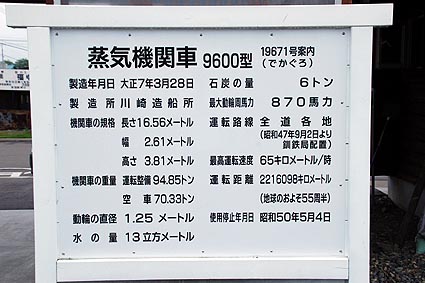 蒸気機関車 9600型 19671号案内
(でかぐろ)
製造年月日 大正7年3月28日
製造所 川崎造船所
機関車の規格 長さ 16.56メートル
幅 2.61メートル
高さ 3.81メートル
機関車の重量 運転整備 94.85トン
空車 70.33トン
動輪の直径 1.25 メートル
水の量 13立方メートル
石炭の量 6トン
最大動輪周馬力 870馬力
運転路線 全道各地
(昭和47年9月2日より
釧鉄局配置)
最高運転速度 65キロメートル/時
運転距離 2216098キロメートル
(地球のおよそ55周半)
使用停止年月日 昭和50年5月4日